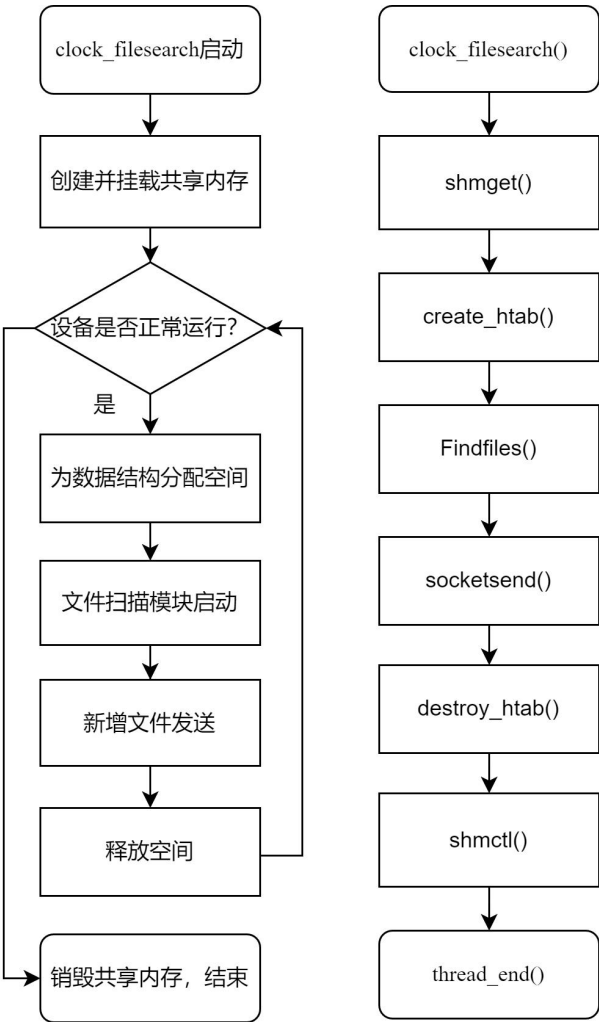 clock_filesearch启动
创建并挂载共享内存
设备是否正常运行？
是
为数据结构分配空间
文件扫描模块启动
新增文件发送
释放空间
销毁共享内存，结束
clock_filesearch()
shmget()
create_htab()
Findfiles()
socketsend()
destroy_htab()
shmctl()
thread_end()